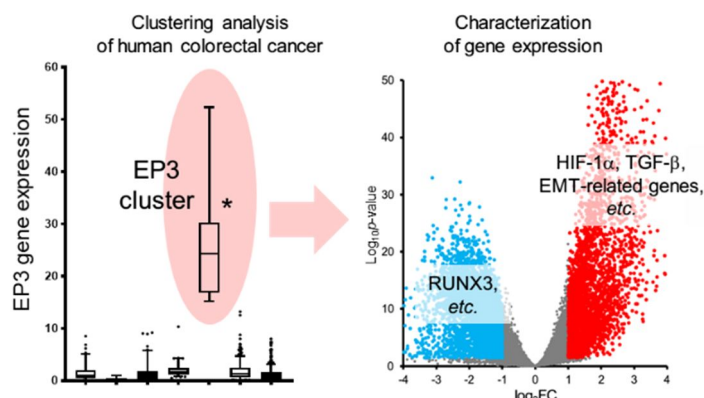 Clustering analysis
of human colorectal cancer
EP3 gene expression
60
50
40
30
20
10
0
EP3
cluster
*
Characterization
of gene expression
Log10p-value
50
40
30
20
10
0
HIF-1α, TGF-β,
EMT-related genes,
etc.
RUNX3,
etc.
-4 -3 -2 -1 0 1 2 3 4
log-FC